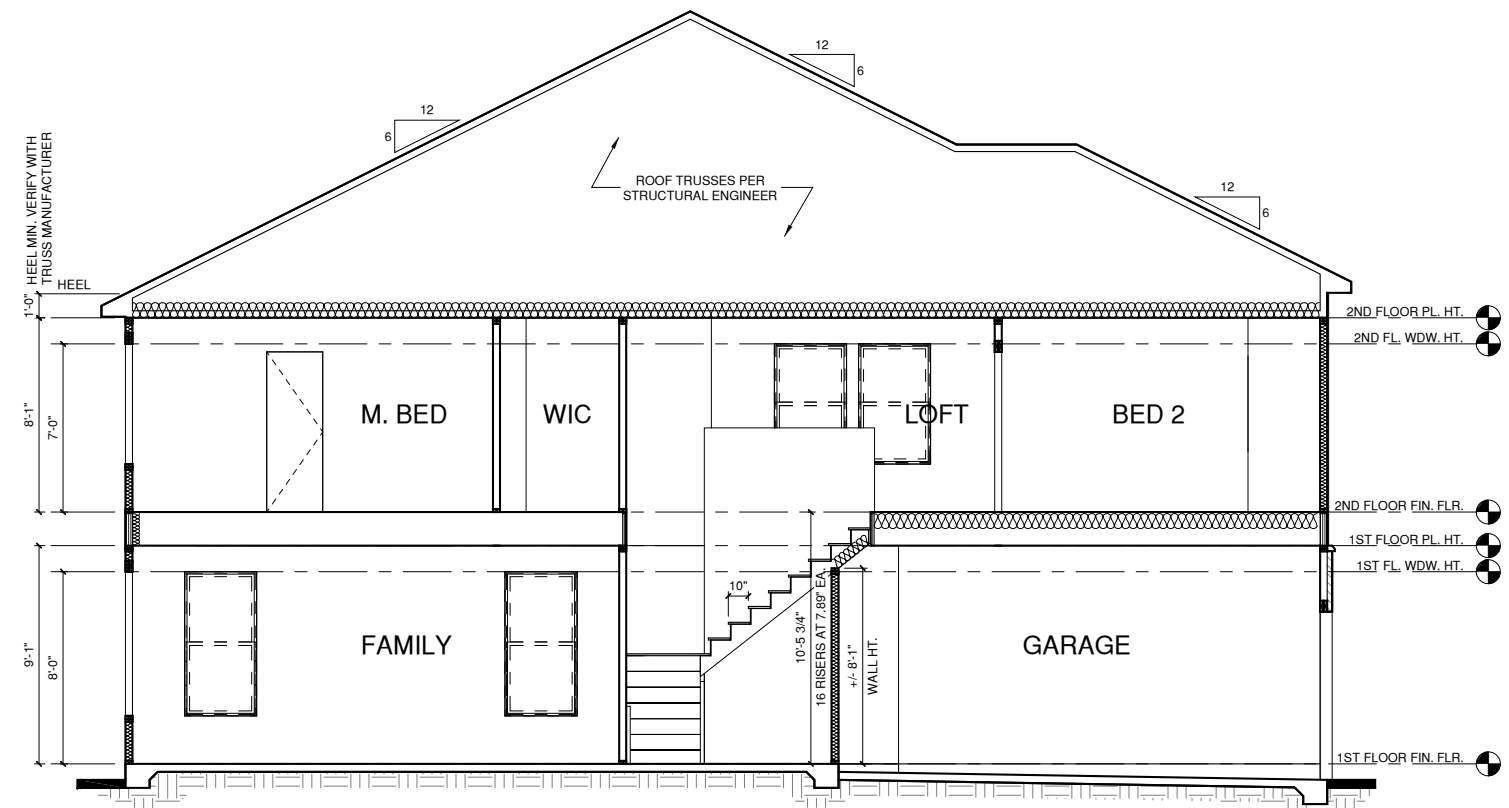 12
6
12
6
12
6
HEEL MIN. VERIFY WITH
TRUSS MANUFACTURER
ROOF TRUSSES PER
STRUCTURAL ENGINEER
HEEL
1'-0"
2ND FLOOR PL. HT.
2ND FL. WDW. HT.
8'-1"
7'-0"
M. BED
WIC
LOFT
BED 2
2ND FLOOR FIN. FLR.
1ST FLOOR PL. HT.
1ST FL. WDW. HT.
9'-1"
8'-0"
FAMILY
10"
10'-5 3/4"
16 RISERS AT 7.89" EA.
+/- 8'-1"
WALL HT.
GARAGE
1ST FLOOR FIN. FLR.